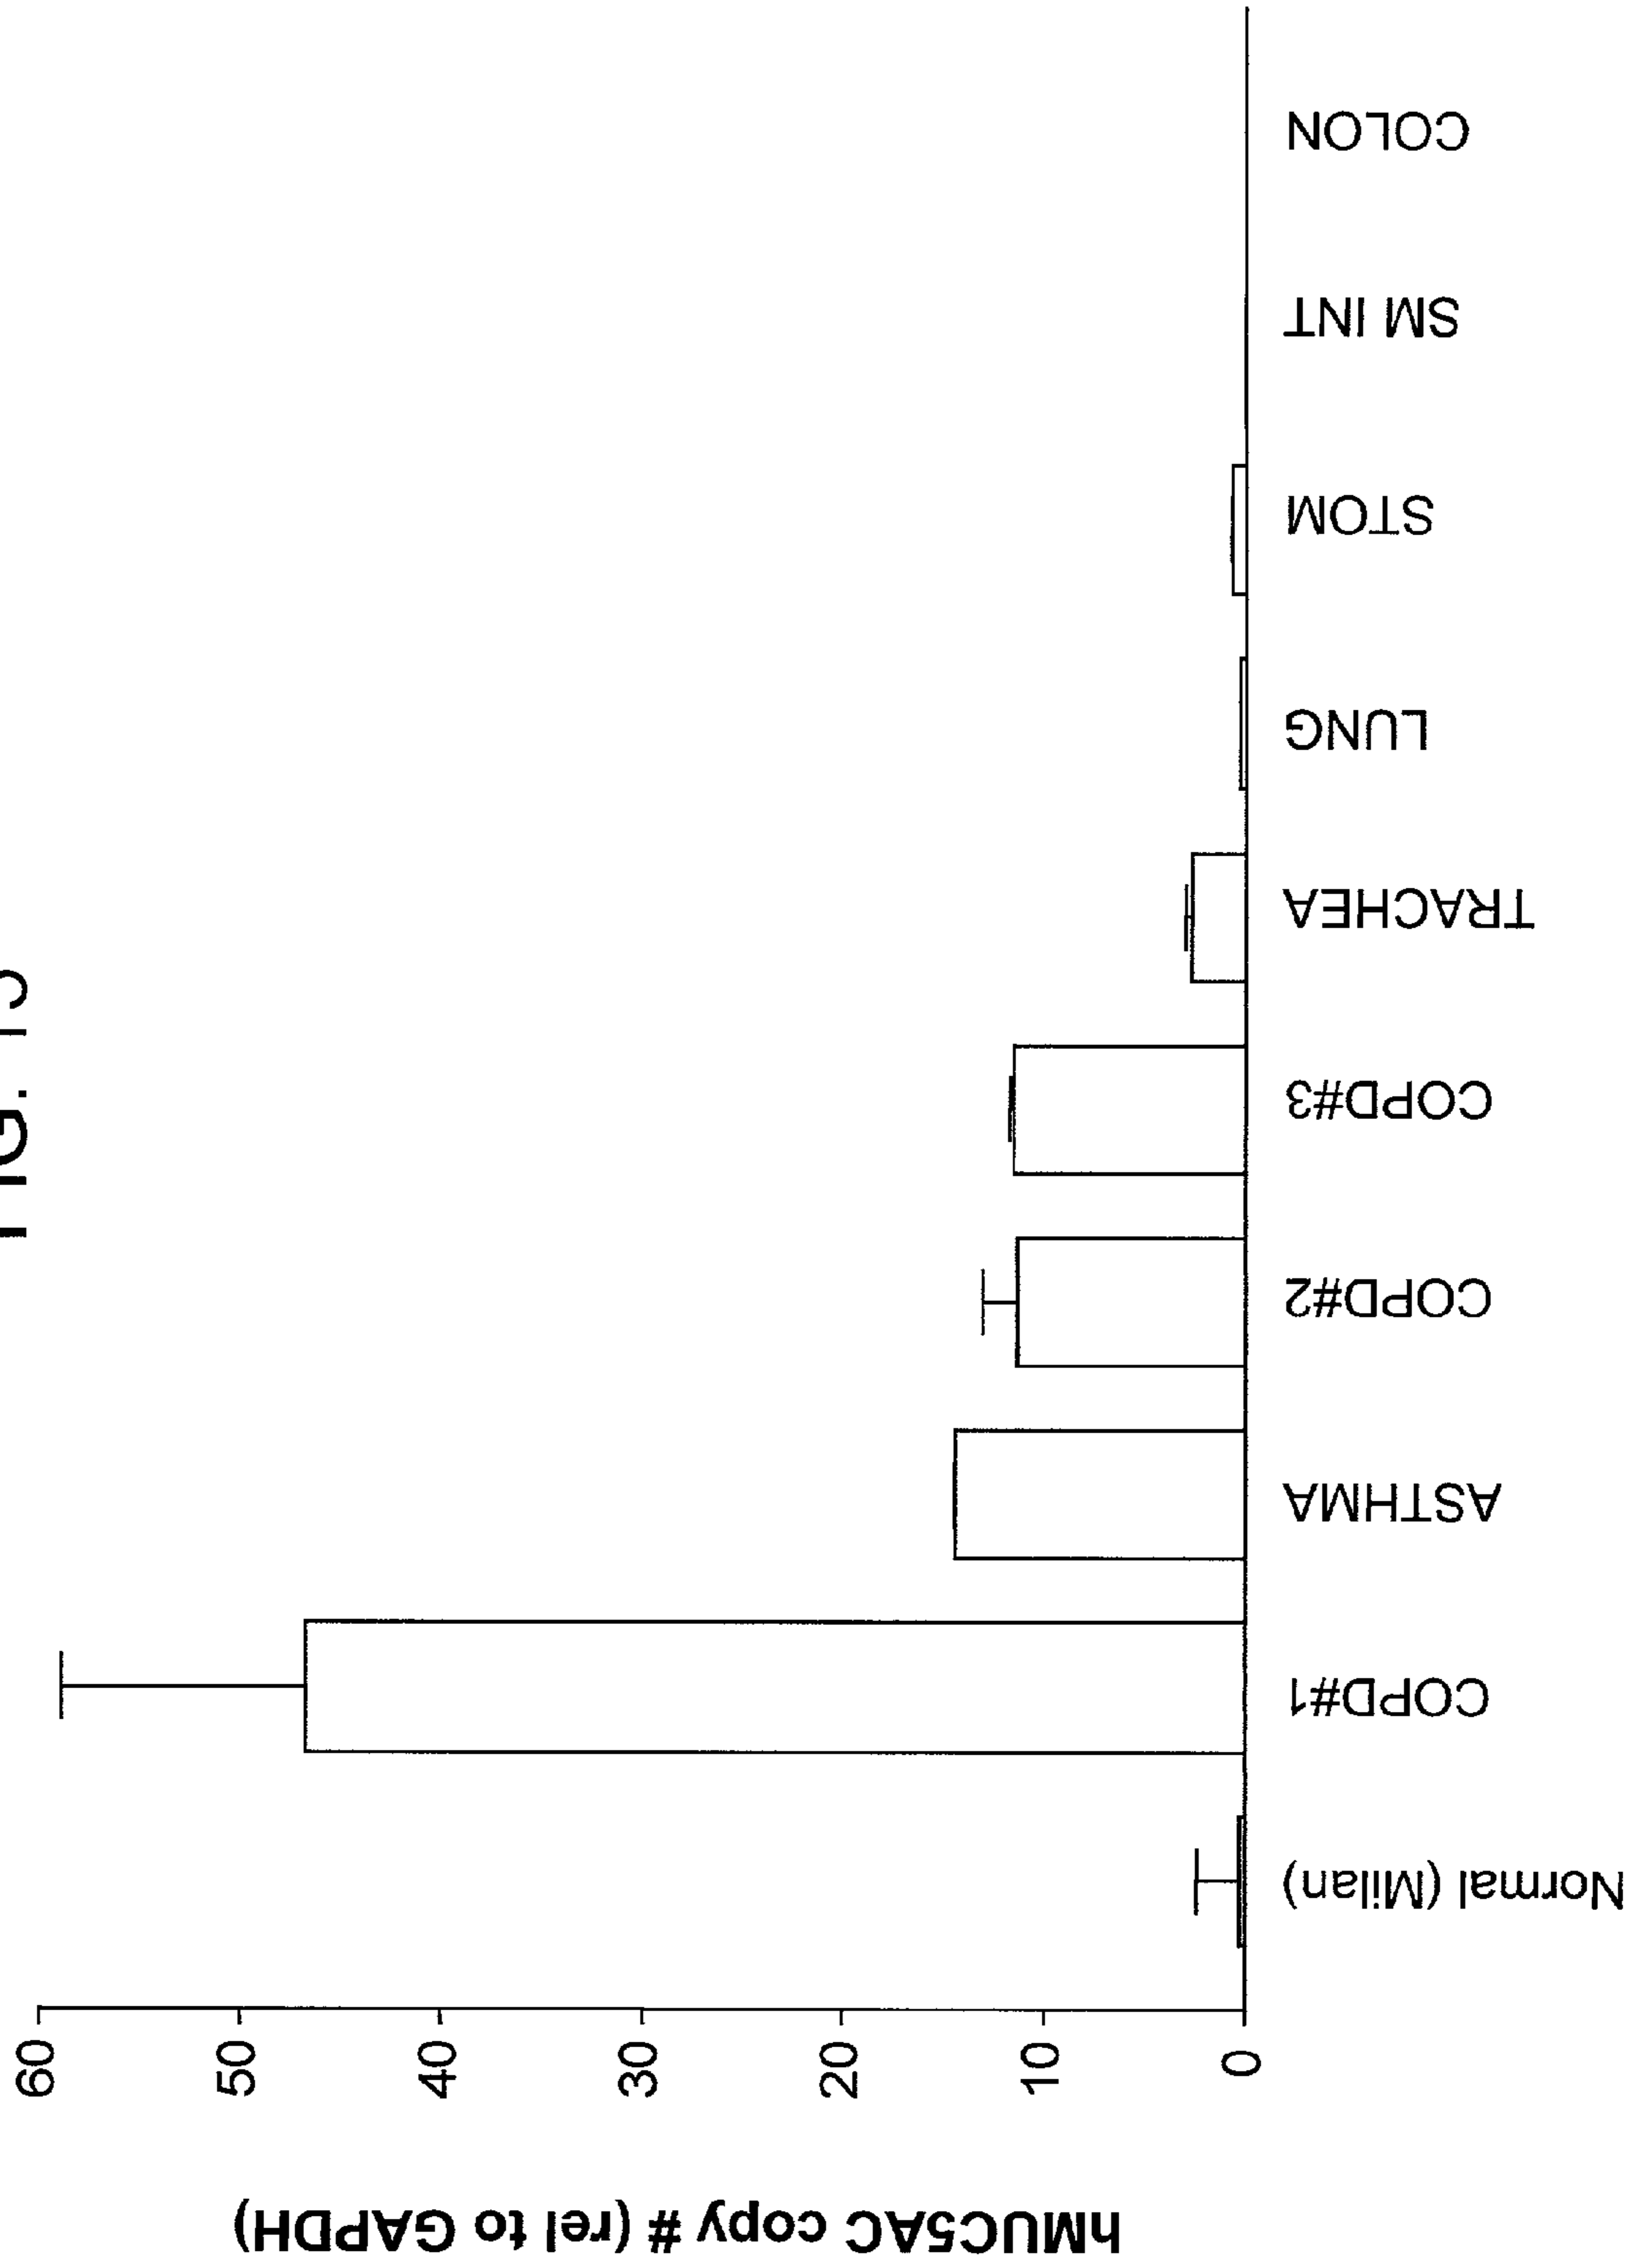 FIG.
hMUC5AC copy # (rel to GAPDH)
60
50
40
30
20
10
0
Normal (Milan)
COPD#1
ASTHMA
COPD#2
COPD#3
TRACHEA
LUNG
STOM
SM INT
COLON